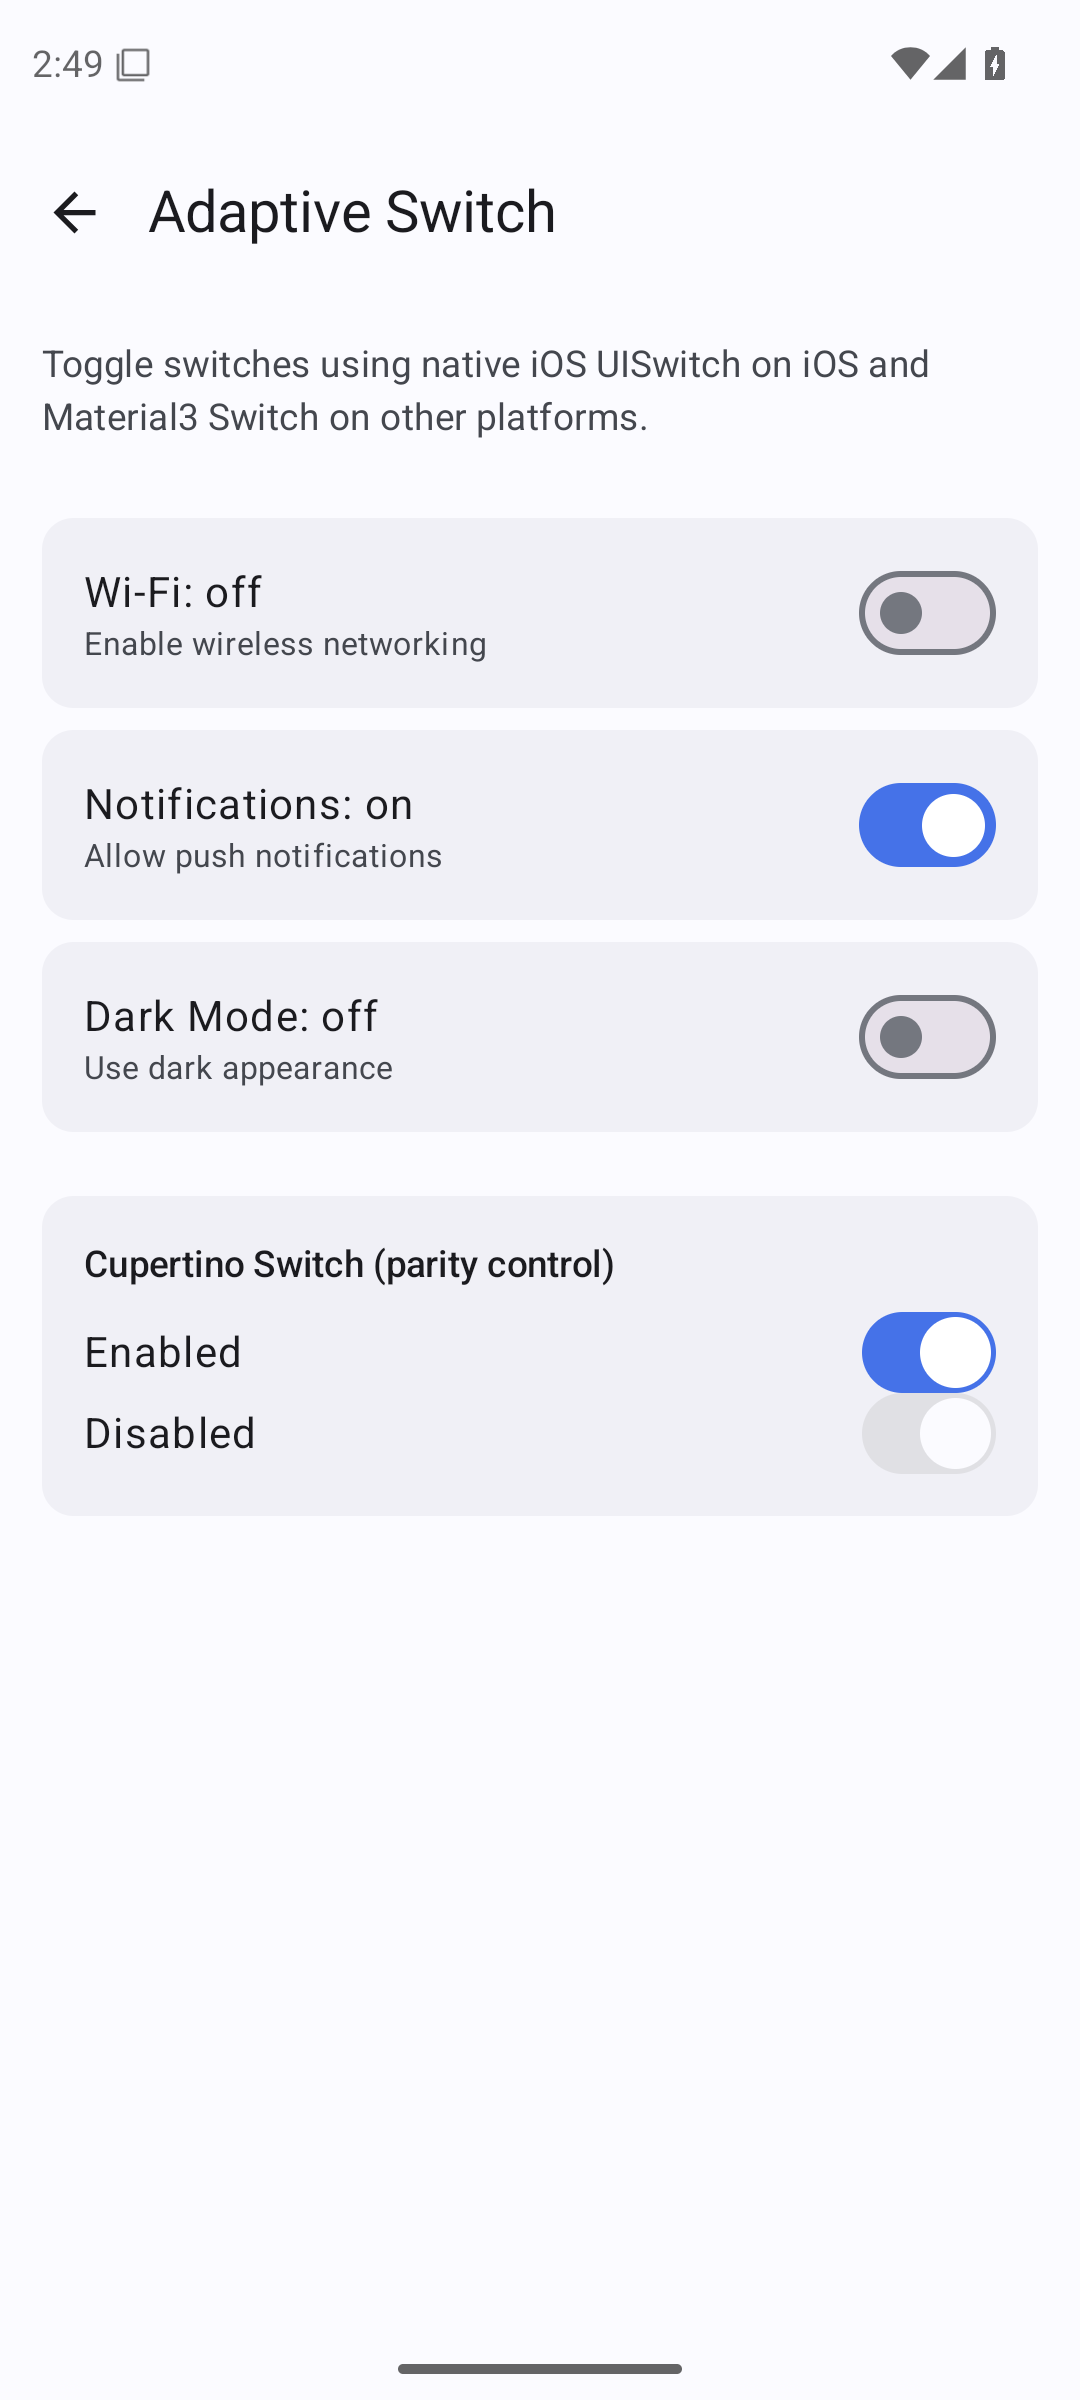 2:49
Adaptive Switch
Toggle switches using native iOS UISwitch on iOS and
Material3 Switch on other platforms.
Wi-Fi: off
Enable wireless networking
Notifications: on
Allow push notifications
Dark Mode: off
Use dark appearance
Cupertino Switch (parity control)
Enabled
Disabled